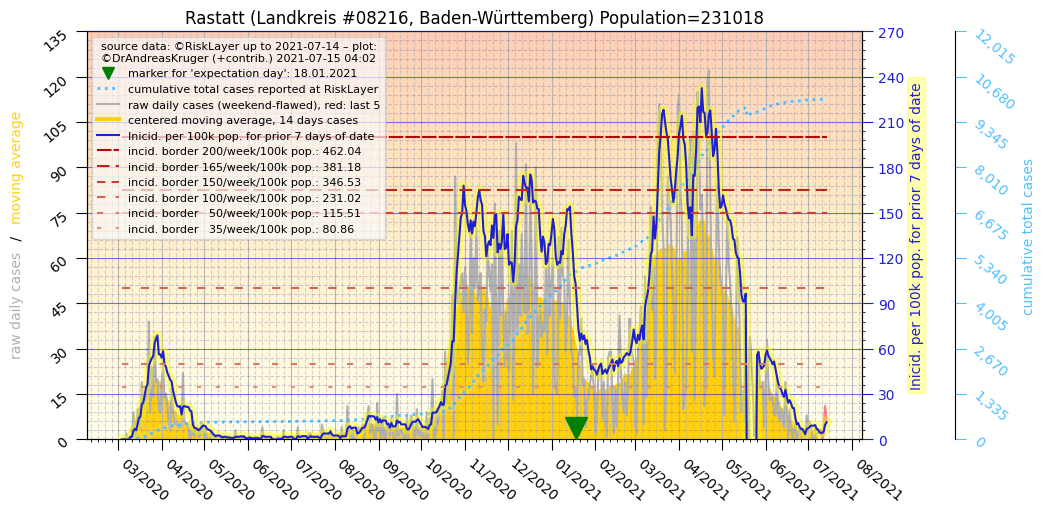 Rastatt (Landkreis #08216, Baden-Württemberg) Population=231018
source data: ©RiskLayer up to 2021-07-14 – plot:
©DrAndreasKruger (+contrib.) 2021-07-15 04:02
marker for 'expectation day': 18.01.2021
cumulative total cases reported at RiskLayer
raw daily cases (weekend-flawed), red: last 5
centered moving average, 14 days cases
Inicid. per 100k pop. for prior 7 days of date
incid. border 200/week/100k pop.: 462.04
incid. border 165/week/100k pop.: 381.18
incid. border 150/week/100k pop.: 346.53
incid. border 100/week/100k pop.: 231.02
incid. border 50/week/100k pop.: 115.51
incid. border 35/week/100k pop.: 80.86
raw daily cases / moving average
135
120
105
90
75
60
45
30
15
0
270
240
210
180
150
120
90
60
30
0
Inicid. per 100k pop. for prior 7 days of date
12,015
10,680
9,345
8,010
6,675
5,340
4,005
2,670
1,335
0
cumulative total cases
03/2020
04/2020
05/2020
06/2020
07/2020
08/2020
09/2020
10/2020
11/2020
12/2020
01/2021
02/2021
03/2021
04/2021
05/2021
06/2021
07/2021
08/2021